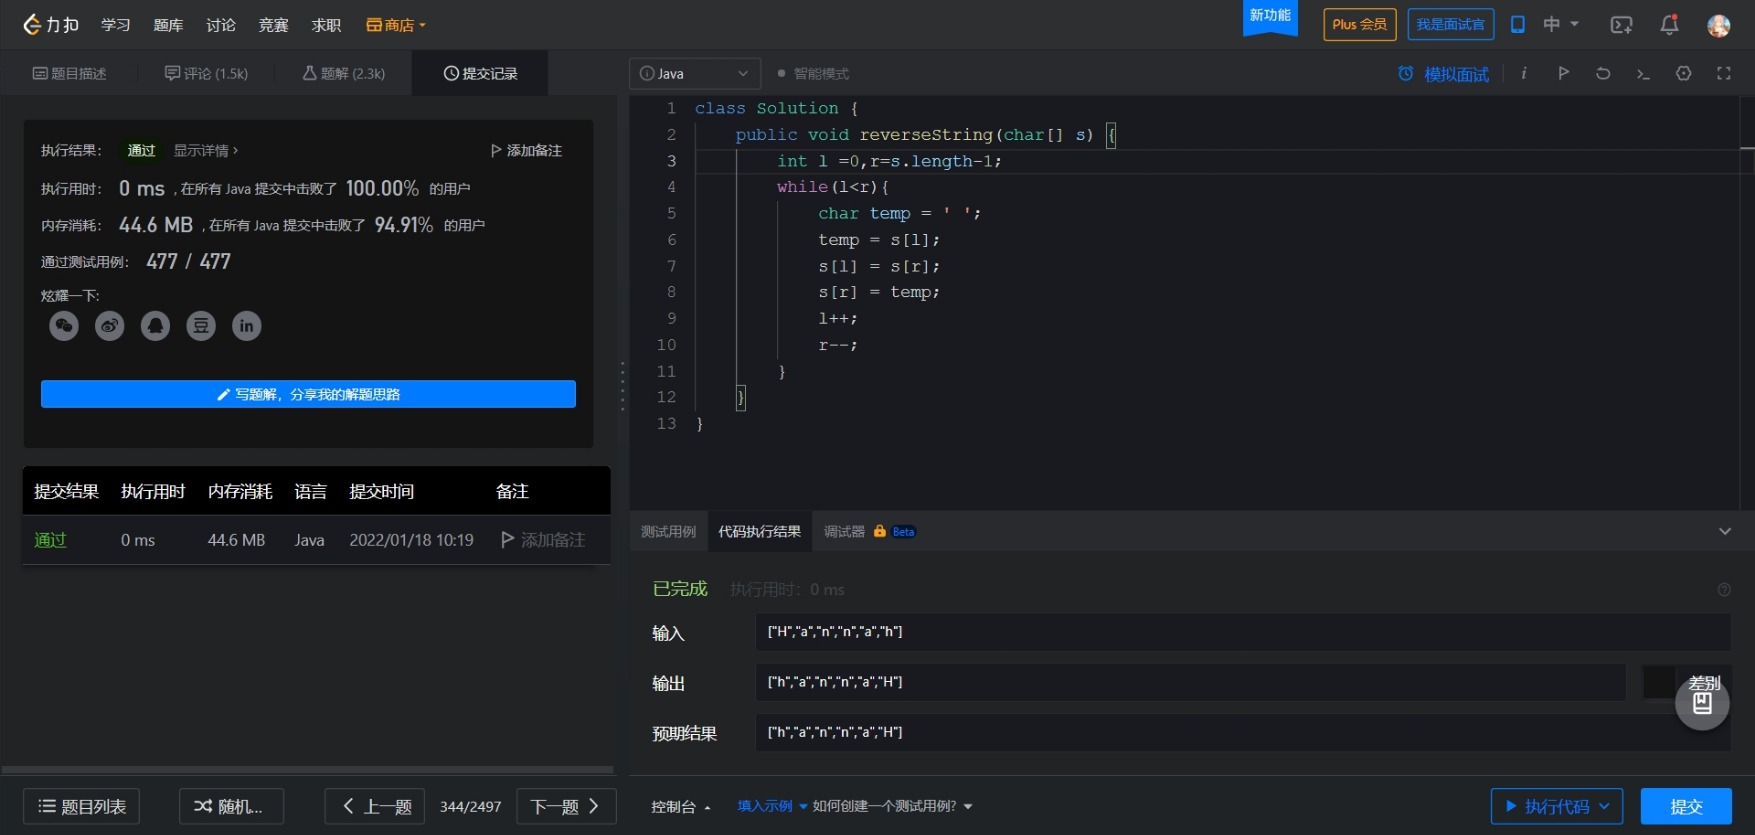 力扣 学习 题库 讨论 竞赛 求职 商店 新功能 Plus 会员 我是面试官 中
题目描述 评论 (1.5k) 题解 (2.3k) 提交记录
执行结果： 通过 显示详情 › 添加备注
执行用时： 0 ms , 在所有 Java 提交中击败了 100.00% 的用户
内存消耗： 44.6 MB , 在所有 Java 提交中击败了 94.91% 的用户
通过测试用例： 477 / 477
炫耀一下:
豆 in
写题解，分享我的解题思路
提交结果 执行用时 内存消耗 语言 提交时间 备注
通过 0 ms 44.6 MB Java 2022/01/18 10:19 添加备注
题目列表 随机... 上一题 344/2497 下一题
Java 智能模式 模拟面试 i
1 class Solution {
2 public void reverseString(char[] s) {
3 int l =0,r=s.length-1;
4 while(l<r){
5 char temp = ' ';
6 temp = s[l];
7 s[l] = s[r];
8 s[r] = temp;
9 l++;
10 r--;
11 }
12 }
13 }
测试用例 代码执行结果 调试器 Beta
已完成 执行用时：0 ms
输入 ["H","a","n","n","a","h"]
输出 ["h","a","n","n","a","H"] 差别
预期结果 ["h","a","n","n","a","H"]
控制台 填入示例 如何创建一个测试用例? 执行代码 提交